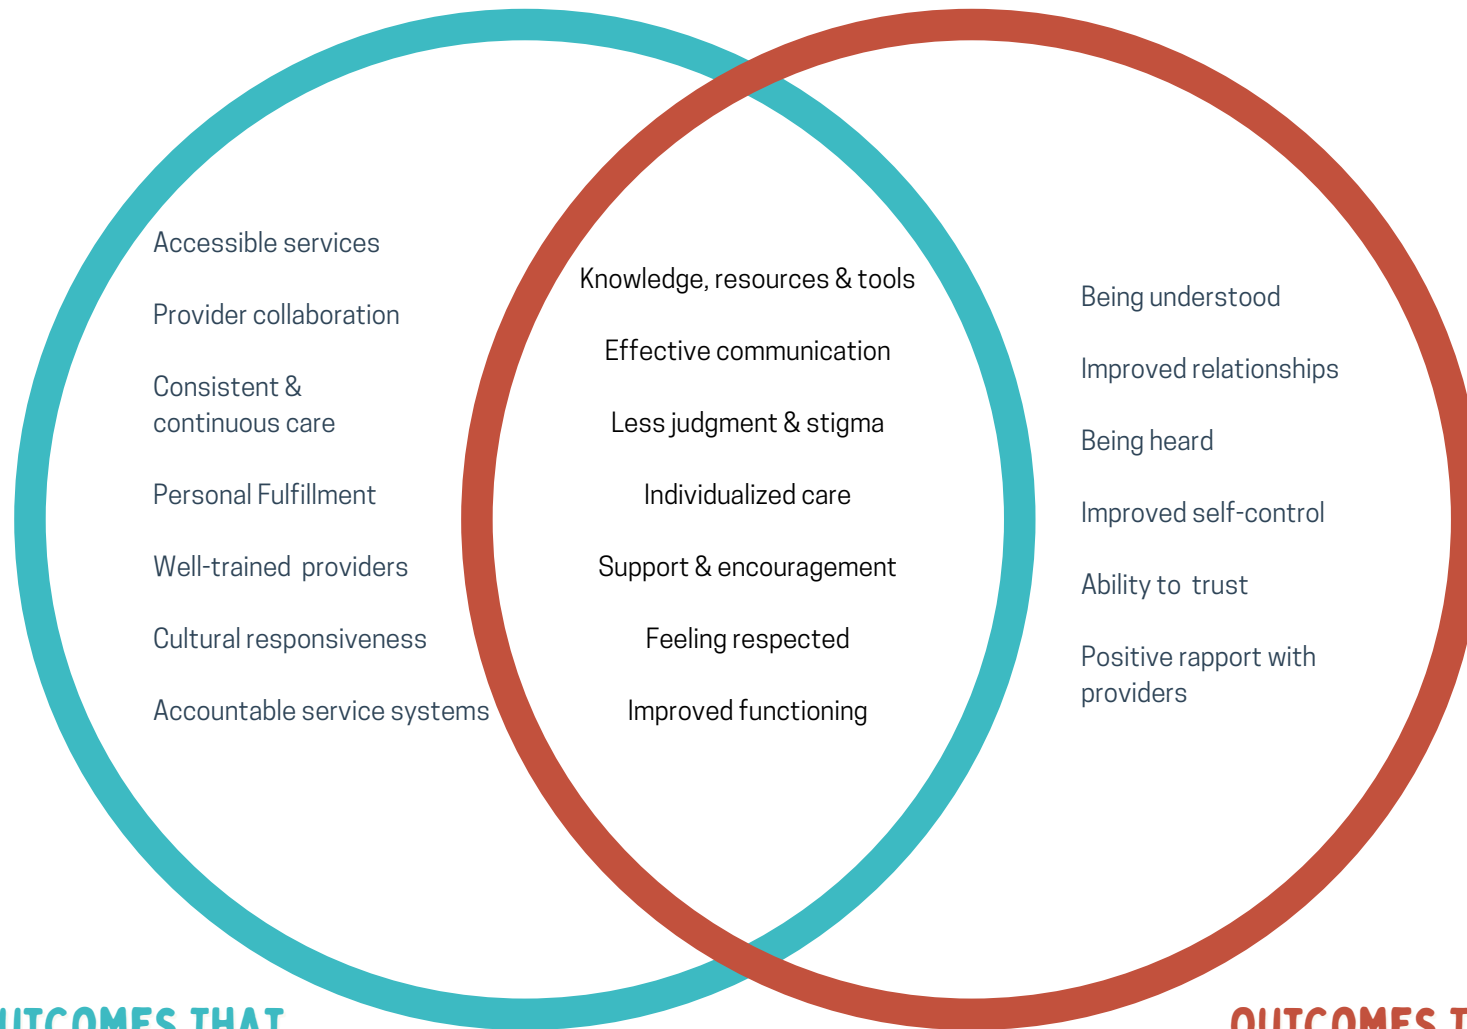 Accessible services
Provider collaboration
Consistent &
continuous care
Personal Fulfillment
Well-trained providers
Cultural responsiveness
Accountable service systems
Knowledge, resources & tools
Effective communication
Less judgment & stigma
Individualized care
Support & encouragement
Feeling respected
Improved functioning
Being understood
Improved relationships
Being heard
Improved self-control
Ability to trust
Positive rapport with
providers
THAT
OUTCOMES